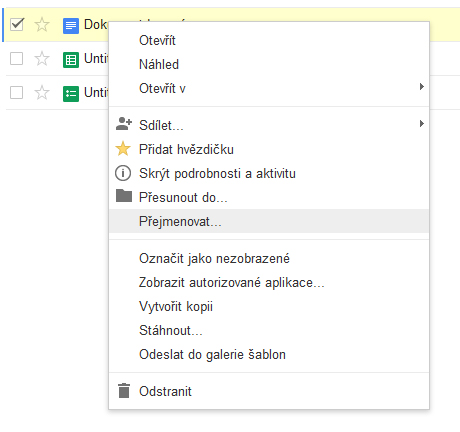 Otevřít
Náhled
Otevřít v
Sdílet...
Přidat hvězdičku
Skrýt podrobnosti a aktivitu
Přesunout do...
Přejmenovat...
Označit jako nezobrazené
Zobrazit autorizované aplikace...
Vytvořit kopii
Stáhnout...
Odeslat do galerie šablon
Odstranit